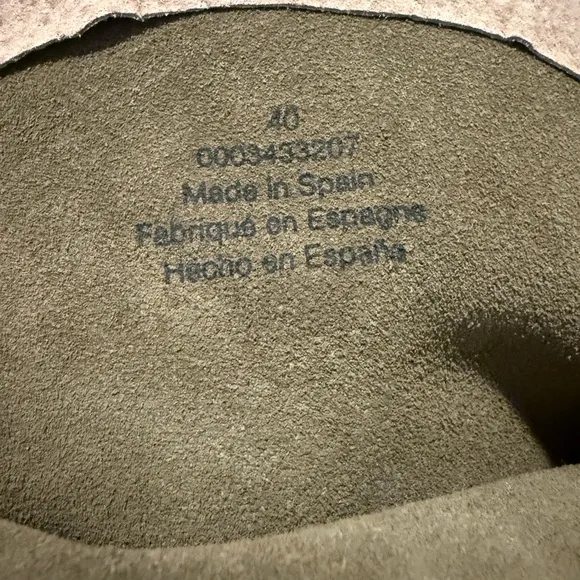 40
0003433207
Made in Spain
Fabriqué en Espagne
Hecho en España